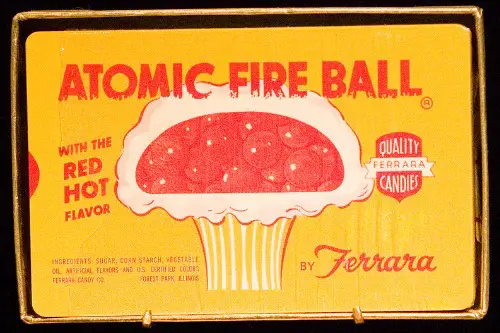 ATOMIC FIRE BALL ®
WITH THE
RED
HOT
FLAVOR
QUALITY
FERRARA
CANDIES
INGREDIENTS: SUGAR, CORN STARCH, VEGETABLE
OIL, ARTIFICIAL FLAVORS AND U.S. CERTIFIED COLORS
FERRARA CANDY CO. FOREST PARK, ILLINOIS
BY Ferrara